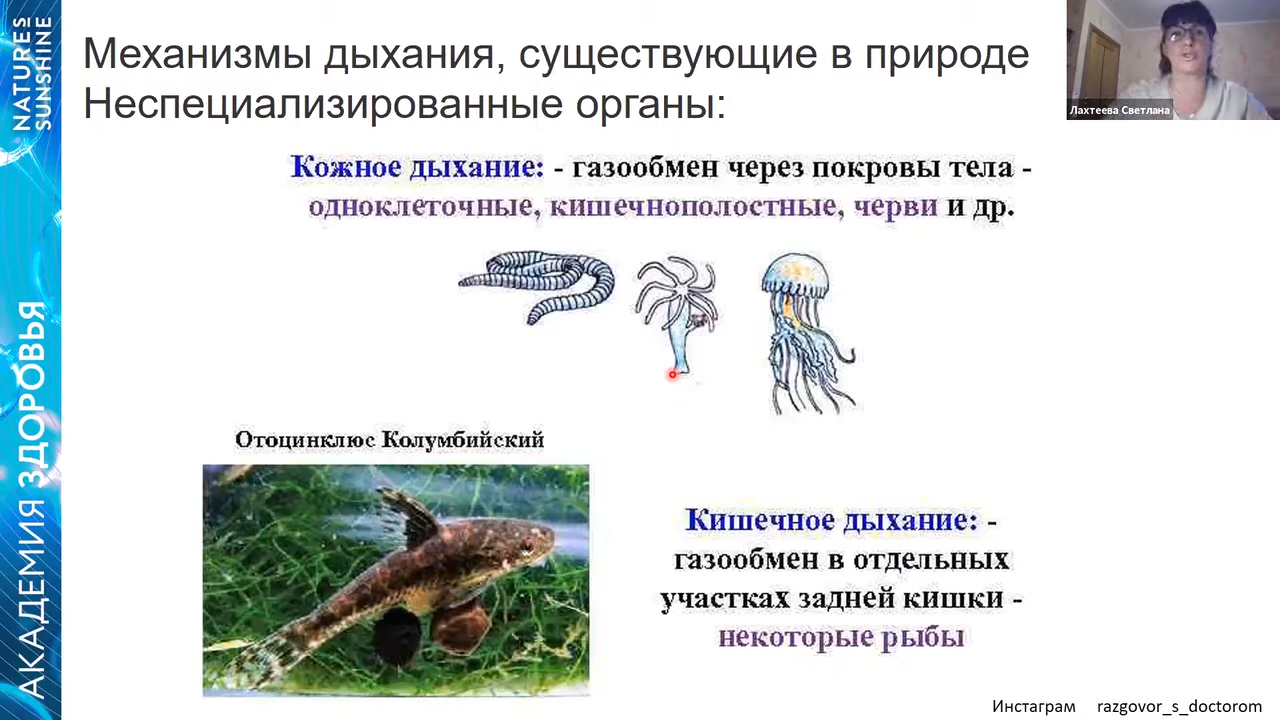 NATURE'S
SUNSHINE
АКАДЕМИЯ ЗДОРОВЬЯ
Механизмы дыхания, существующие в природе
Неспециализированные органы:
Лахтеева Светлана
Кожное дыхание: - газообмен через покровы тела -
одноклеточные, кишечнополостные, черви и др.
Отоцинклюс Колумбийский
Кишечное дыхание: -
газообмен в отдельных
участках задней кишки -
некоторые рыбы
Инстаграм razgovor_s_doctorom